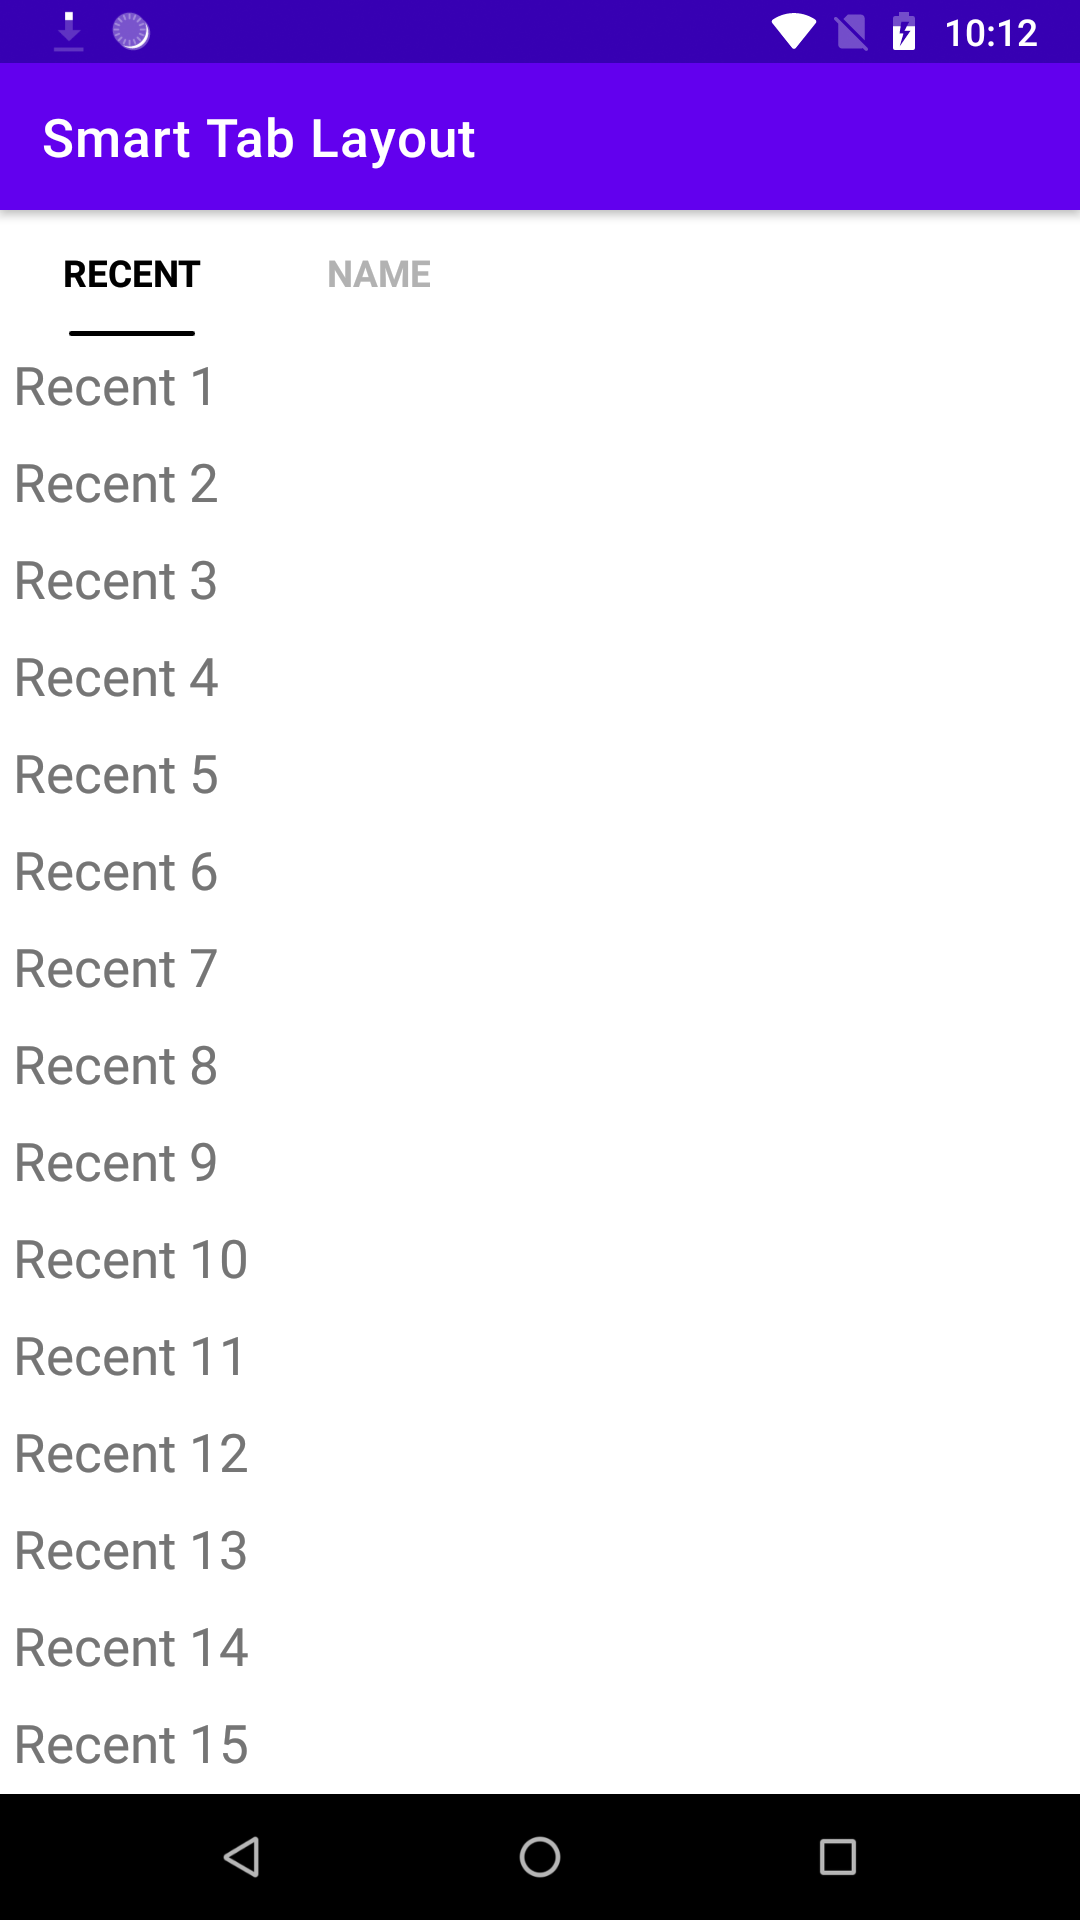 10:12
Smart Tab Layout
RECENT NAME
Recent 1
Recent 2
Recent 3
Recent 4
Recent 5
Recent 6
Recent 7
Recent 8
Recent 9
Recent 10
Recent 11
Recent 12
Recent 13
Recent 14
Recent 15